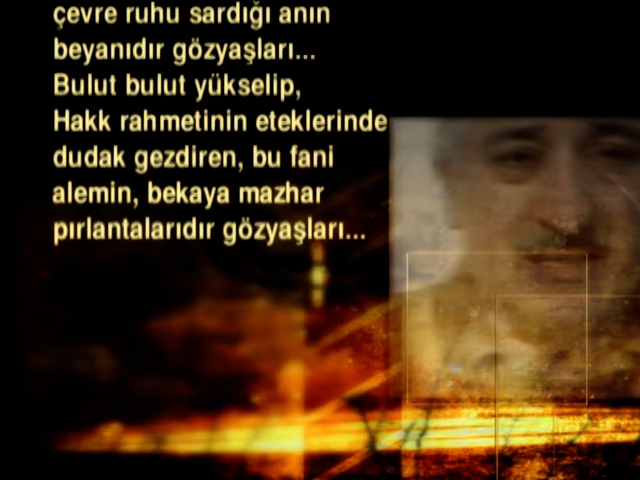 çevre ruhu sardığı anın
beyanıdır gözyaşları...
Bulut bulut yükselip,
Hakk rahmetinin eteklerinde
dudak gezdiren, bu fani
alemin, bekaya mazhar
pırlantalarıdır gözyaşları...